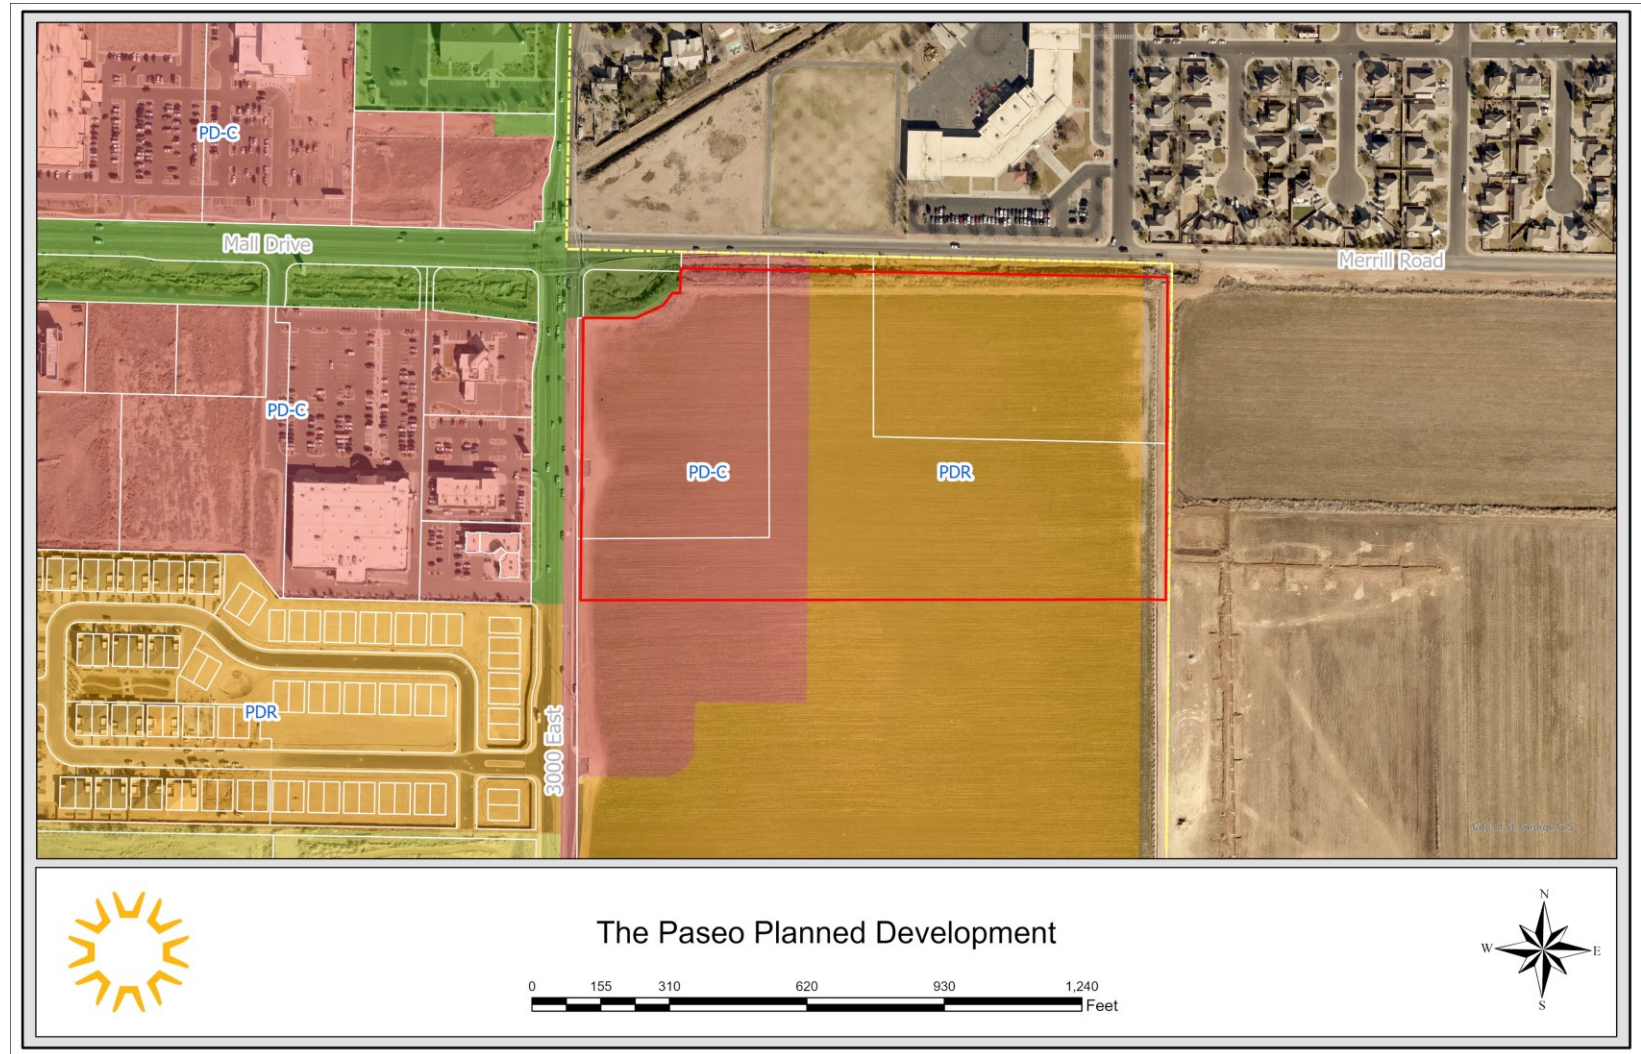 PD-C
Mall Drive
Merrill Road
PD-C
PD-C
PDR
PDR
3000 East
City of St. George GIS
The Paseo Planned Development
0 155 310 620 930 1,240
Feet
N
W E
S